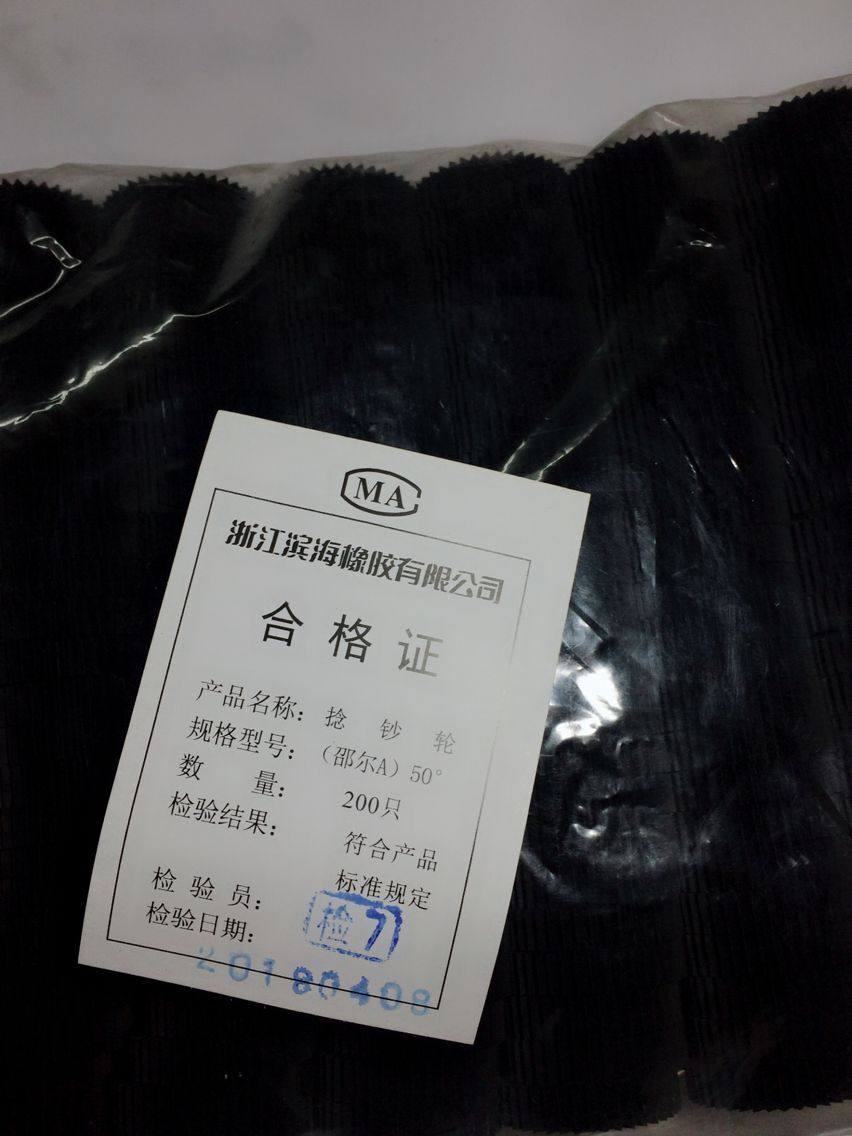 MA
浙江滨海橡胶有限公司
合格证
产品名称：捻 钞 轮
规格型号：（邵尔A）50°
数 量：200只
检验结果：符合产品
标准规定
检 验 员：检 7
检验日期：
20180408